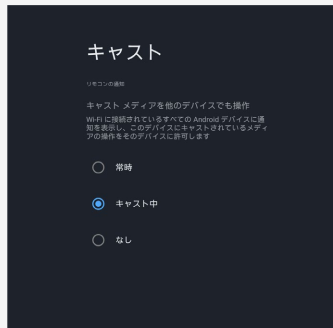 キャスト
リモコンの通知
キャスト メディアを他のデバイスでも操作
Wi-Fi に接続されているすべての Android デバイスに通
知を表示し、このデバイスにキャストされているメディ
アの操作をそのデバイスに許可します
常時
キャスト中
なし